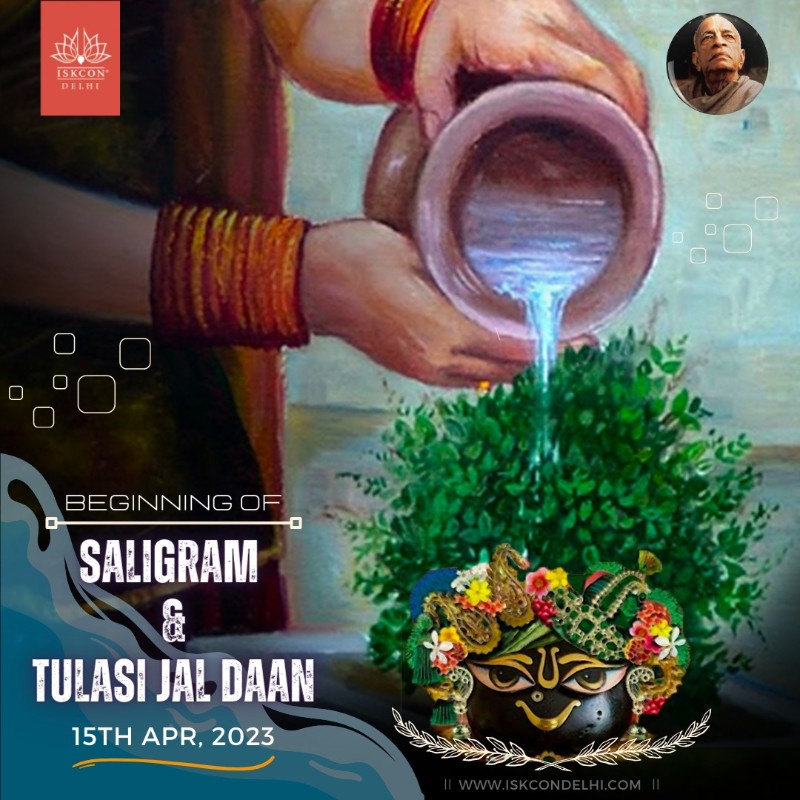 ISKCON®
DELHI
BEGINNING OF
SALIGRAM
&
TULASI JAL DAAN
15TH APR, 2023
|| WWW.ISKCONDELHI.COM ||